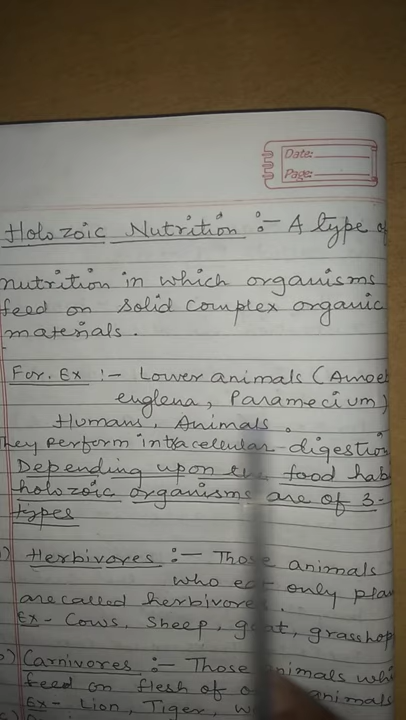 Date:
Page:
Holozoic Nutrition :- A type of
nutrition in which organisms
feed on solid complex organic
materials.
For. Ex :- Lower animals (Amoeb
euglena, Paramecium)
Humans, Animals.
They perform intracellular digestion
Depending upon the food hab
holozoic organisms are of 3-
types
Herbivores :- Those animals
who eat only plan
are called herbivores.
Ex - Cows, Sheep, goat, grasshop
Carnivores :- Those animals whi
feed on flesh of animals
Ex - Lion, Tiger,